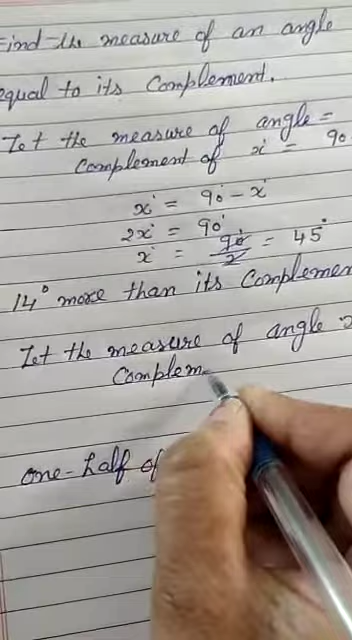 Find the measure of an angle
equal to its complement.
Let the measure of angle =
Complement of x° = 90
x° = 90° - x°
2x° = 90°
x° = 90°/2 = 45°
14° more than its Complemen
Let the measure of angle
Complem
one-half of